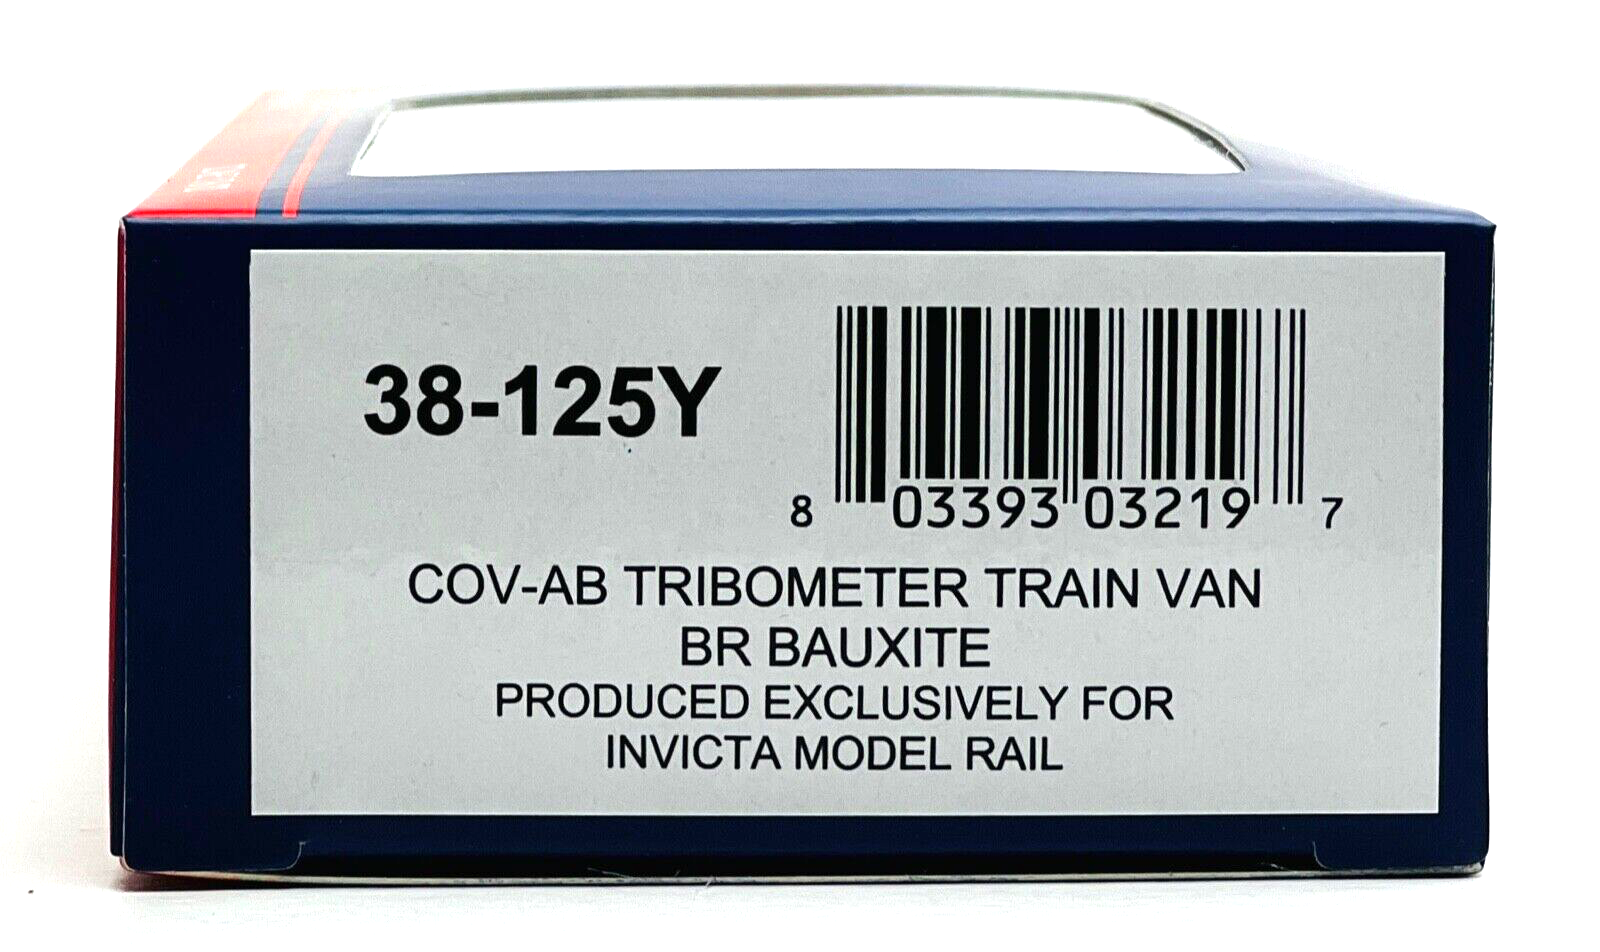 38-125Y
8 03393 03219 7
COV-AB TRIBOMETER TRAIN VAN
BR BAUXITE
PRODUCED EXCLUSIVELY FOR
INVICTA MODEL RAIL